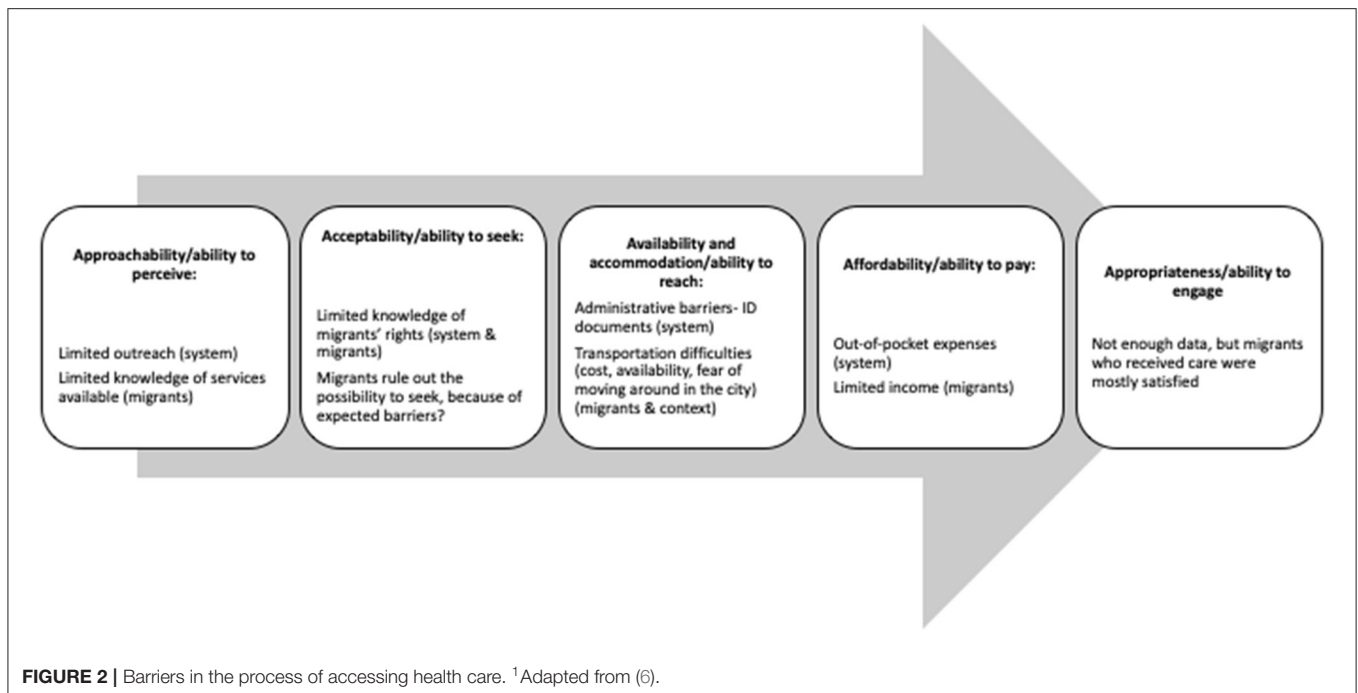 Approachability/ability to
perceive:
Limited outreach (system)
Limited knowledge of services
available (migrants)
Acceptability/ability to seek:
Limited knowledge of
migrants' rights (system &
migrants)
Migrants rule out the
possibility to seek, because of
expected barriers?
Availability and
accommodation/ability to
reach:
Administrative barriers- ID
documents (system)
Transportation difficulties
(cost, availability, fear of
moving around in the city)
(migrants & context)
Affordability/ability to pay:
Out-of-pocket expenses
(system)
Limited income (migrants)
Appropriateness/ability to
engage
Not enough data, but migrants
who received care were
mostly satisfied
FIGURE 2 | Barriers in the process of accessing health care. ¹Adapted from (6).